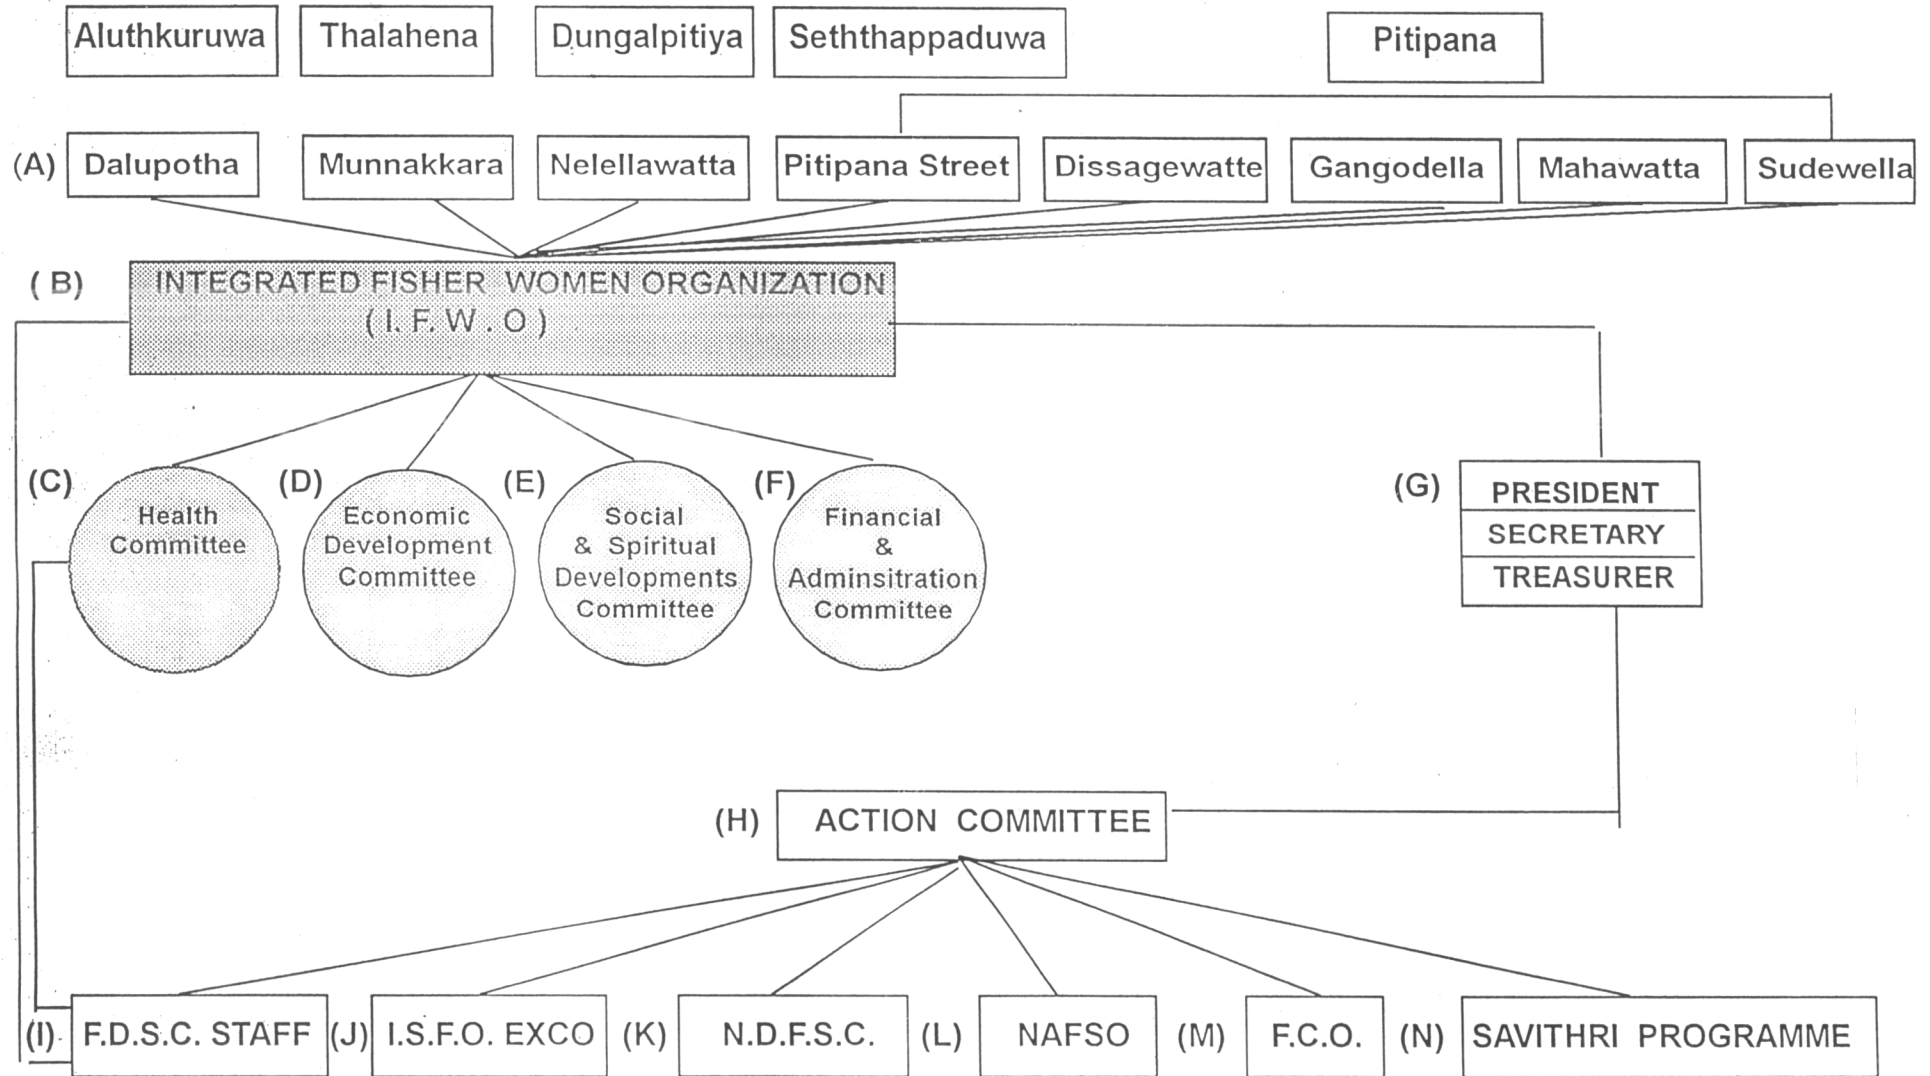 Aluthkuruwa
Thalahena
Dungalpitiya
Seththappaduwa
Pitipana
(A)
Dalupotha
Munnakkara
Nelellawatta
Pitipana Street
Dissagewatte
Gangodella
Mahawatta
Sudewella
( B)
INTEGRATED FISHER WOMEN ORGANIZATION
( I. F. W . O )
(C)
Health
Committee
(D)
Economic
Development
Committee
(E)
Social
& Spiritual
Developments
Committee
(F)
Financial
&
Adminsitration
Committee
(G)
PRESIDENT
SECRETARY
TREASURER
(H)
ACTION COMMITTEE
(I)
F.D.S.C. STAFF
(J)
I.S.F.O. EXCO
(K)
N.D.F.S.C.
(L)
NAFSO
(M)
F.C.O.
(N)
SAVITHRI PROGRAMME